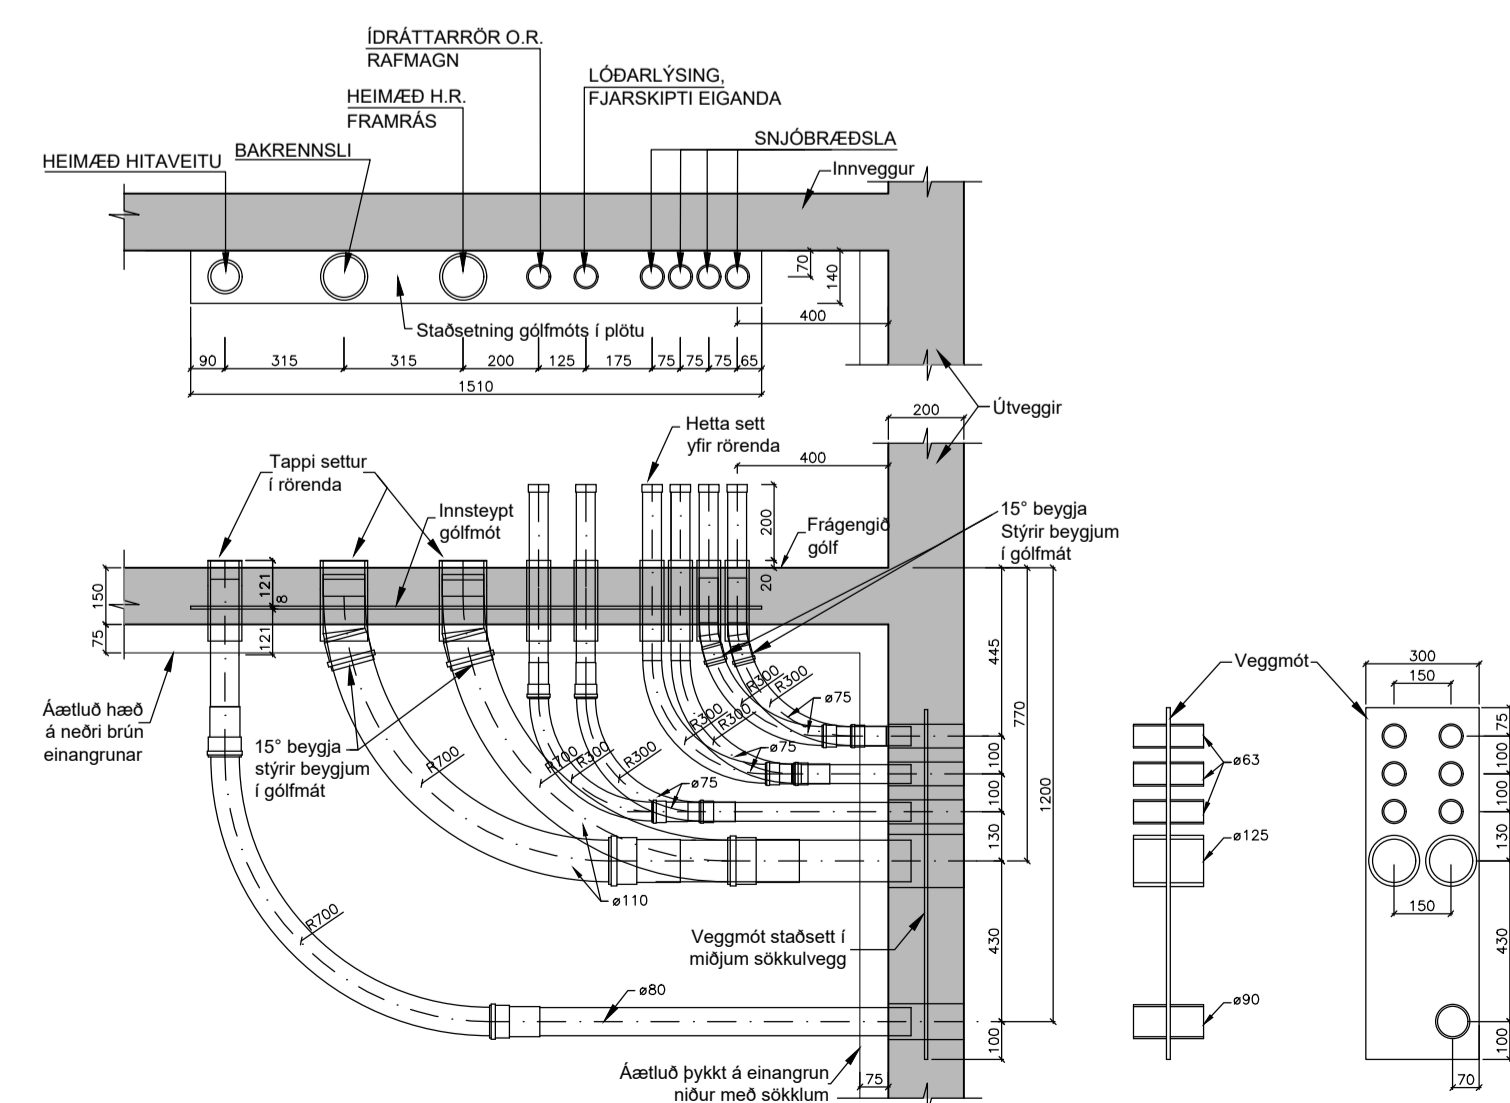 ÍDRÁTTARRÖR O.R.
RAFMAGN
LÓÐARLÝSING,
FJARSKIPTI EIGANDA
HEIMÆÐ H.R.
FRAMRÁS
SNJÓBRÆÐSLA
HEIMÆÐ HITAVEITU
BAKRENNSLI
Innveggur
70
140
400
Staðsetning gólfmóts í plötu
90 315 315 200 125 175 75 75 75 65
1510
200
Útveggir
Hetta sett
yfir rörenda
400
Tappi settur
í rörenda
Innsteypt
gólfmót
200
Frágengið
gólf
15° beygja
Stýrir beygjum
í gólfmát
150
75
121
8
121
20
445
770
1200
Áætluð hæð
á neðri brún
einangrunar
15° beygja
stýrir beygjum
í gólfmát
R700
R700
R300
R300
R300
R300
R300
R300
ø75
ø75
ø75
100
100
130
ø110
R700
Veggmót staðsett í
miðjum sökkulvegg
430
ø80
100
Áætluð þykkt á einangrun
niður með sökklum
75
Veggmót
300
150
75
100
100
130
ø63
ø125
150
430
ø90
100
70